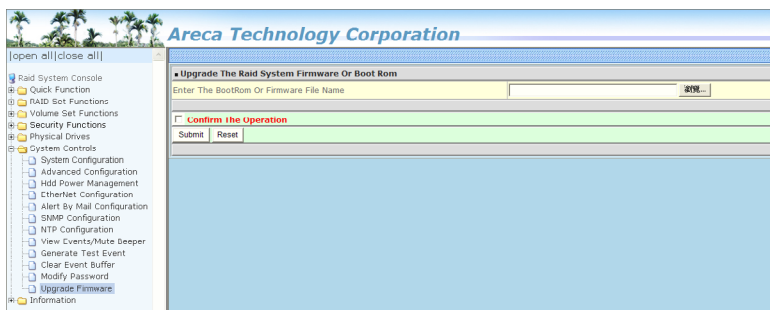 Areca Technology Corporation
|open all|close all|
Raid System Console
Quick Function
RAID Set Functions
Volume Set Functions
Security Functions
Physical Drives
System Controls
System Configuration
Advanced Configuration
Hdd Power Management
EtherNet Configuration
Alert By Mail Configuration
SNMP Configuration
NTP Configuration
View Events/Mute Beeper
Generate Test Event
Clear Event Buffer
Modify Password
Upgrade Firmware
Information
Upgrade The Raid System Firmware Or Boot Rom
Enter The BootRom Or Firmware File Name
瀏覽...
Confirm The Operation
Submit Reset